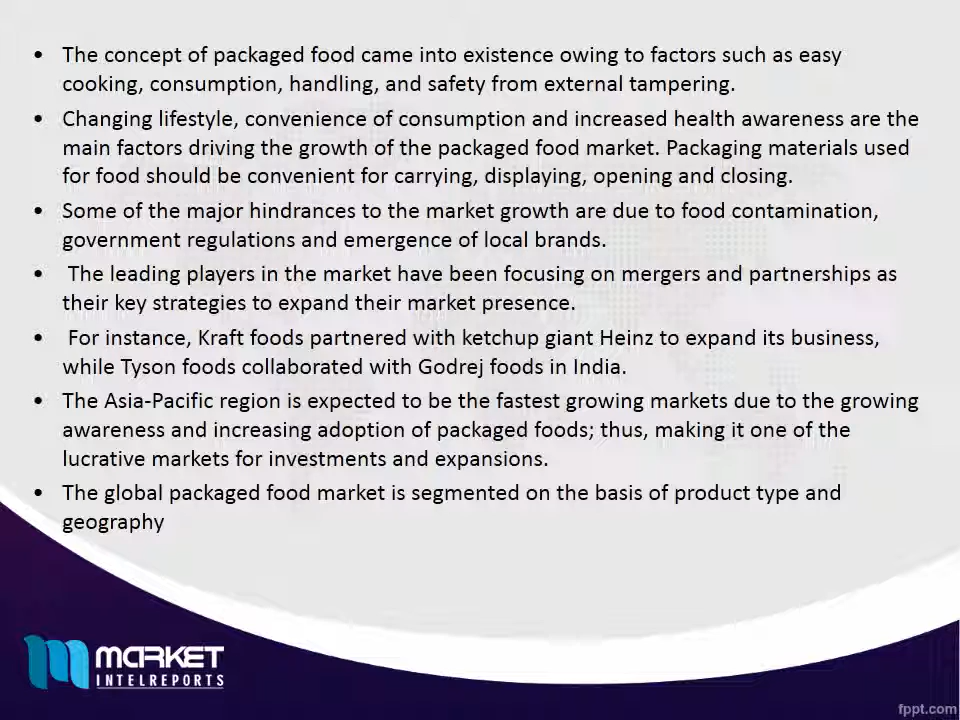 • The concept of packaged food came into existence owing to factors such as easy
cooking, consumption, handling, and safety from external tampering.
• Changing lifestyle, convenience of consumption and increased health awareness are the
main factors driving the growth of the packaged food market. Packaging materials used
for food should be convenient for carrying, displaying, opening and closing.
• Some of the major hindrances to the market growth are due to food contamination,
government regulations and emergence of local brands.
• The leading players in the market have been focusing on mergers and partnerships as
their key strategies to expand their market presence.
• For instance, Kraft foods partnered with ketchup giant Heinz to expand its business,
while Tyson foods collaborated with Godrej foods in India.
• The Asia-Pacific region is expected to be the fastest growing markets due to the growing
awareness and increasing adoption of packaged foods; thus, making it one of the
lucrative markets for investments and expansions.
• The global packaged food market is segmented on the basis of product type and
geography
MARKET
INTELREPORTS
fppt.com